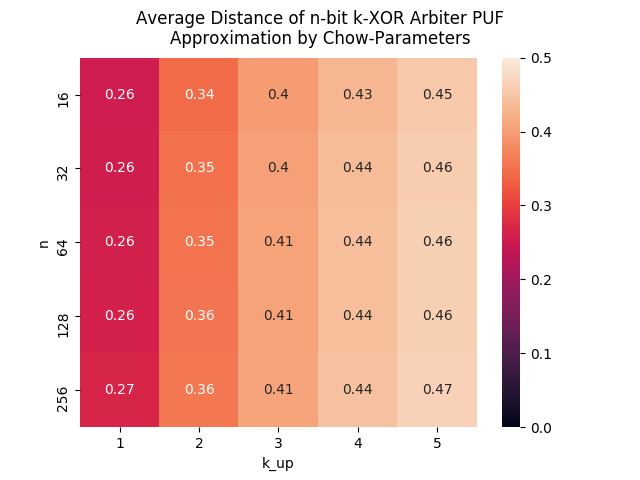 Average Distance of n-bit k-XOR Arbiter PUF
Approximation by Chow-Parameters
n
16 0.26 0.34 0.4 0.43 0.45
32 0.26 0.35 0.4 0.44 0.46
64 0.26 0.35 0.41 0.44 0.46
128 0.26 0.36 0.41 0.44 0.46
256 0.27 0.36 0.41 0.44 0.47
1 2 3 4 5
k_up
0.5
0.4
0.3
0.2
0.1
0.0